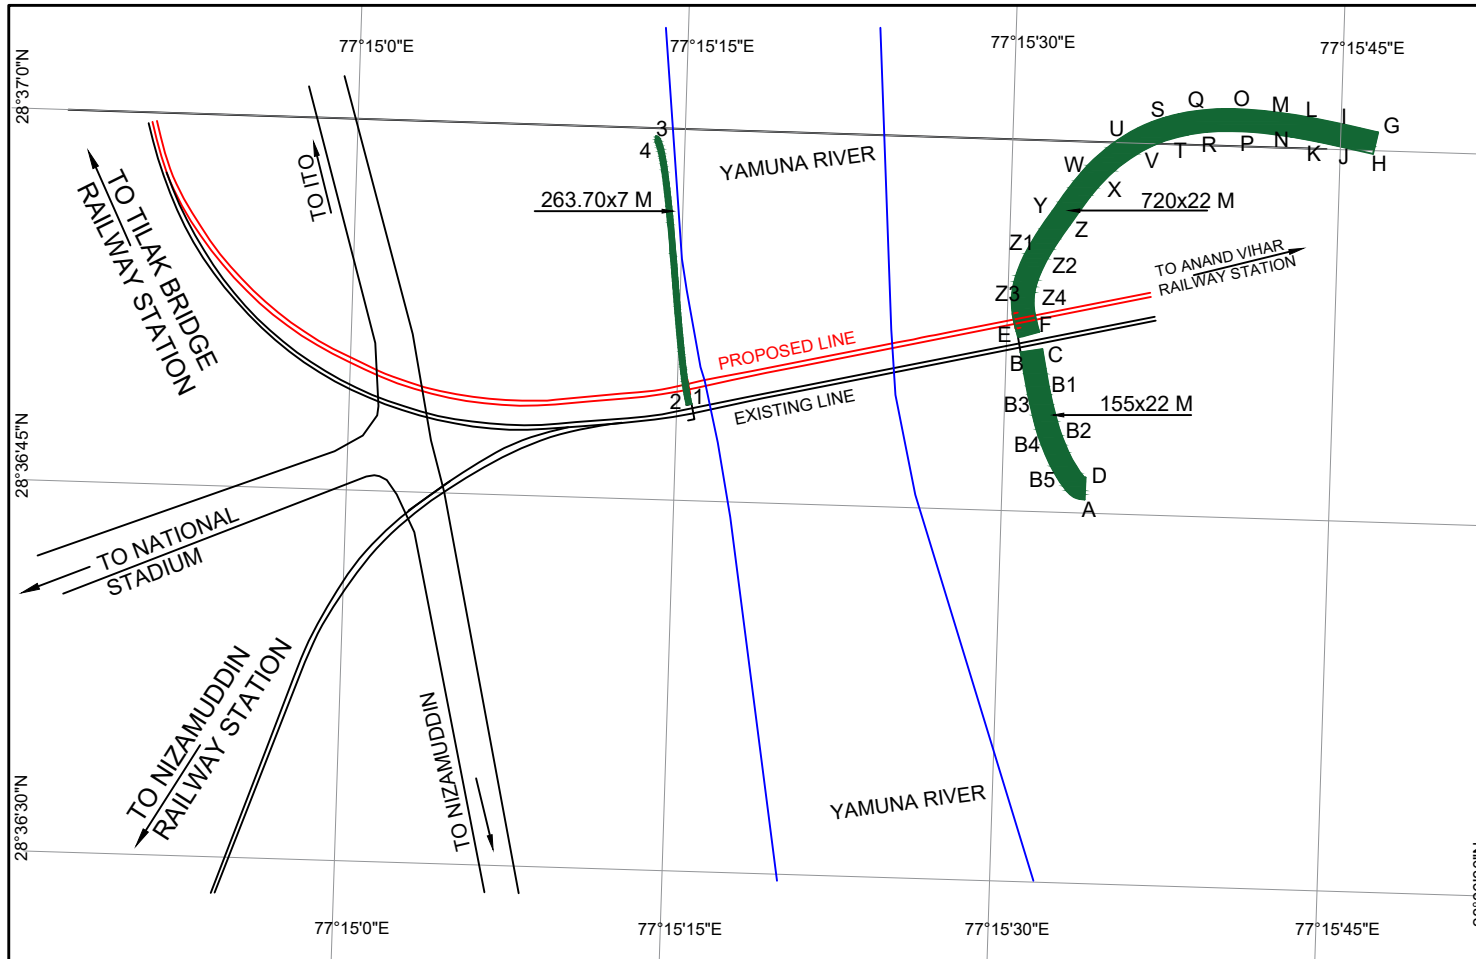 77°15'0"E
77°15'15"E
77°15'30"E
77°15'45"E
28°37'0"N
28°36'45"N
28°36'30"N
TO TILAK BRIDGE
RAILWAY STATION
TO ITO
3
4
263.70x7 M
YAMUNA RIVER
U
S
Q
O
M
L
I
G
W
V
T
R
P
N
K
J
H
Y
X
Z
720x22 M
Z1
Z2
Z3
Z4
TO ANAND VIHAR
RAILWAY STATION
E
F
PROPOSED LINE
EXISTING LINE
2
1
B
C
B1
B3
155x22 M
B2
B4
B5
D
A
TO NATIONAL
STADIUM
TO NIZAMUDDIN
RAILWAY STATION
TO NIZAMUDDIN
YAMUNA RIVER
77°15'0"E
77°15'15"E
77°15'30"E
77°15'45"E